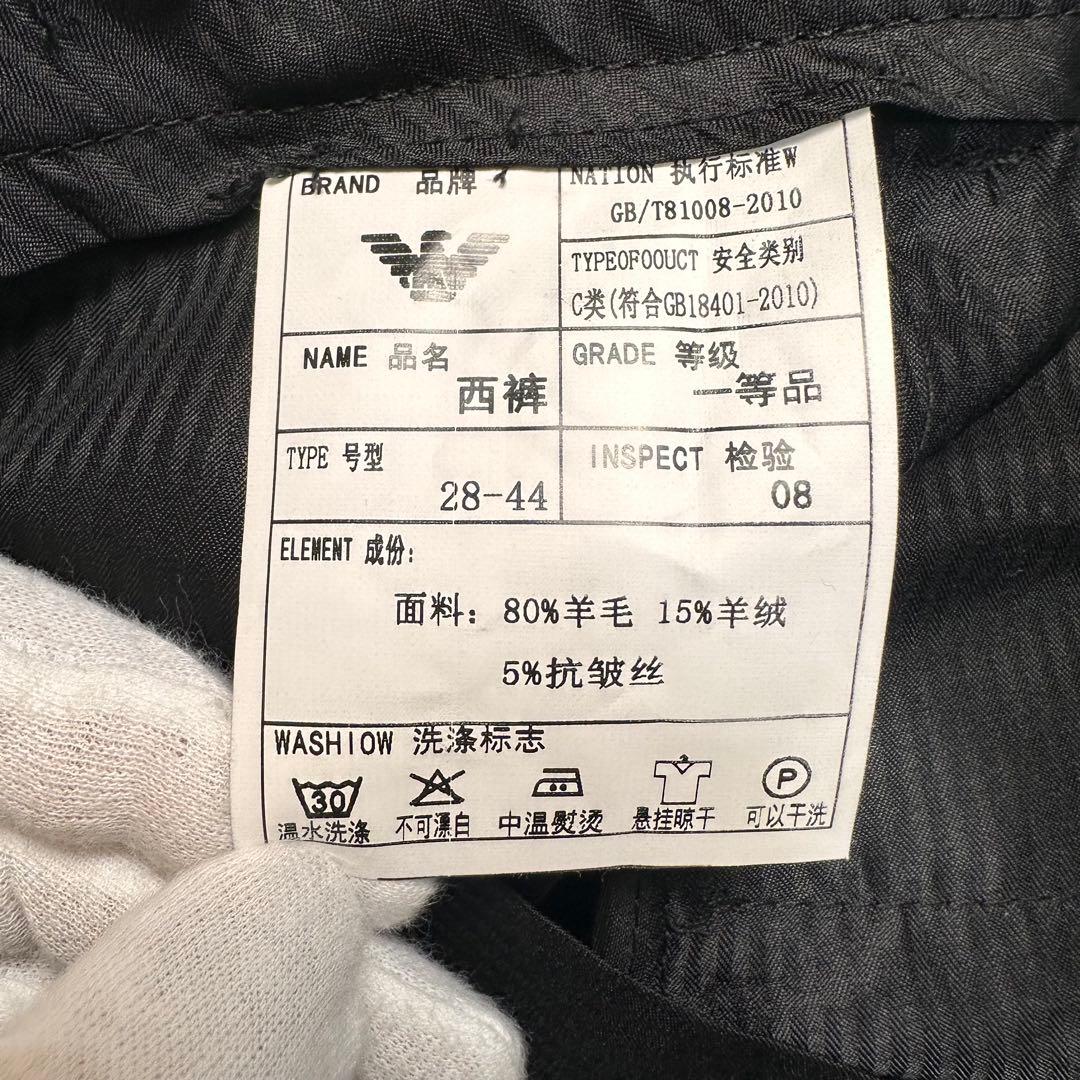 BRAND 品牌
NATION 执行标准W
GB/T81008-2010
TYPEOFOOUCT 安全类别
C类(符合GB18401-2010)
NAME 品名
西裤
GRADE 等级
一等品
TYPE 号型
28-44
INSPECT 检验
08
ELEMENT 成份:
面料: 80%羊毛 15%羊绒
5%抗皱丝
WASHIOW 洗涤标志
30
P
温水洗涤 不可漂白 中温熨烫 悬挂晾干 可以干洗